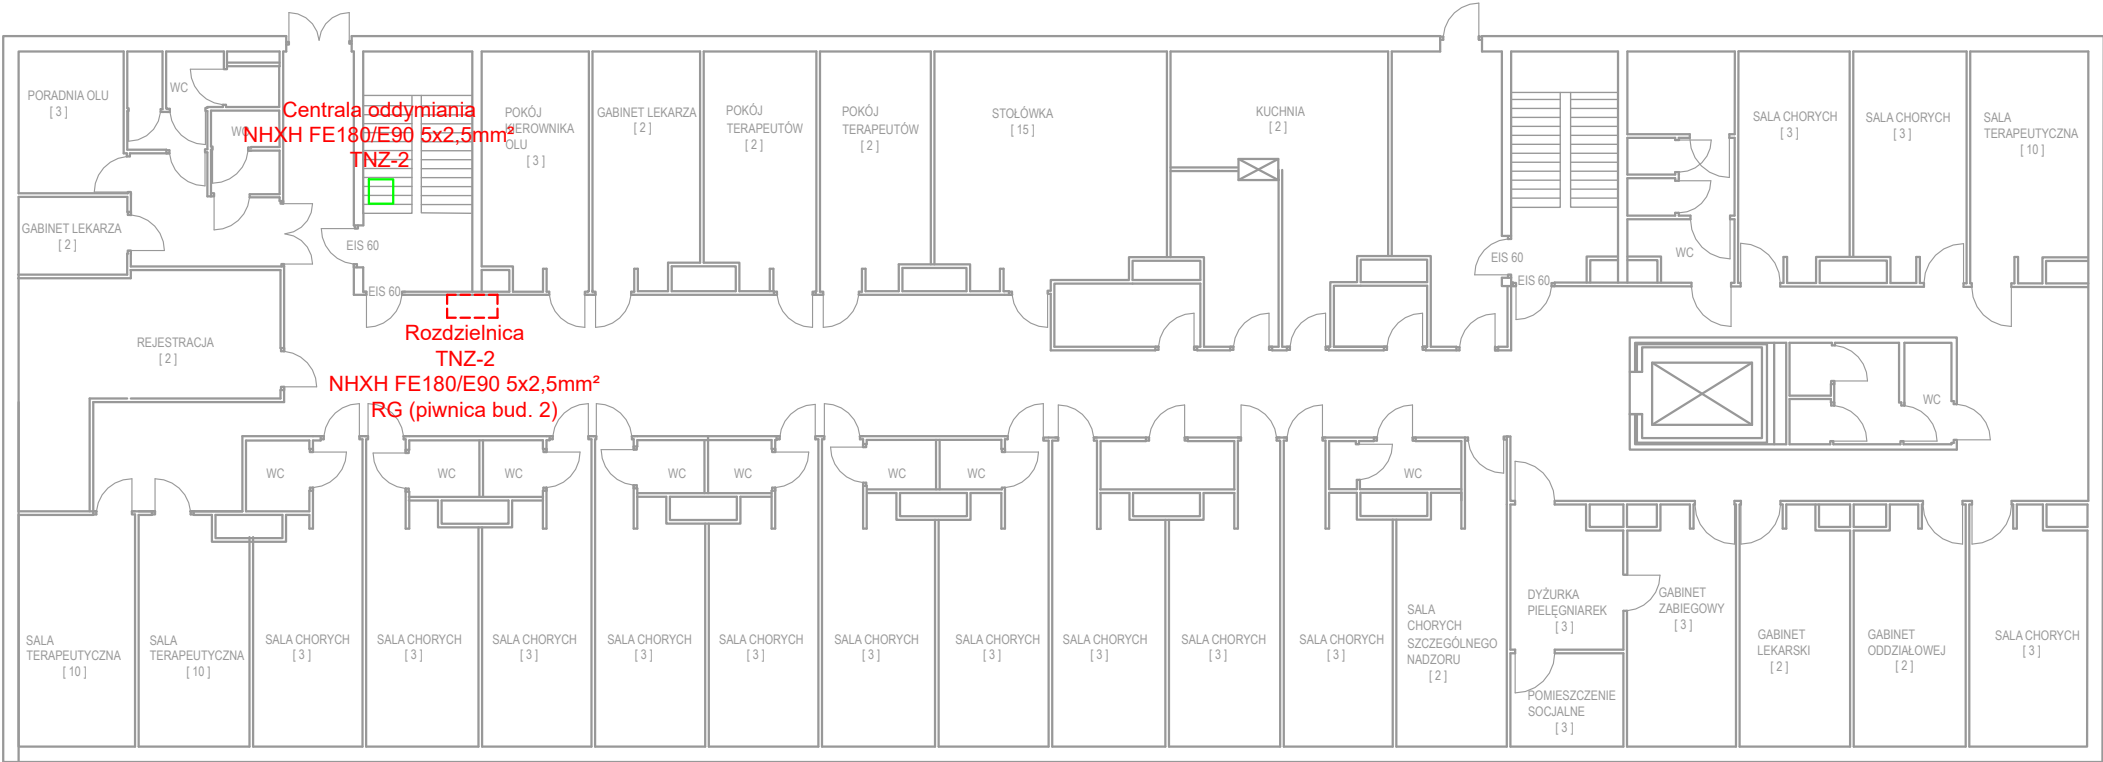 PORADNIA OLU
[ 3 ]
WC
WC
Centrala oddymiania
NHXH FE180/E90 5x2,5mm²
TNZ-2
POKÓJ
KIEROWNIKA
OLU
[ 3 ]
GABINET LEKARZA
[ 2 ]
POKÓJ
TERAPEUTÓW
[ 2 ]
POKÓJ
TERAPEUTÓW
[ 2 ]
STOŁÓWKA
[ 15 ]
KUCHNIA
[ 2 ]
SALA CHORYCH
[ 3 ]
SALA CHORYCH
[ 3 ]
SALA
TERAPEUTYCZNA
[ 10 ]
GABINET LEKARZA
[ 2 ]
EIS 60
EIS 60
EIS 60
EIS 60
WC
REJESTRACJA
[ 2 ]
Rozdzielnica
TNZ-2
NHXH FE180/E90 5x2,5mm²
RG (piwnica bud. 2)
WC
WC
WC
WC
WC
WC
WC
WC
WC
WC
SALA
TERAPEUTYCZNA
[ 10 ]
SALA
TERAPEUTYCZNA
[ 10 ]
SALA CHORYCH
[ 3 ]
SALA CHORYCH
[ 3 ]
SALA CHORYCH
[ 3 ]
SALA CHORYCH
[ 3 ]
SALA CHORYCH
[ 3 ]
SALA CHORYCH
[ 3 ]
SALA CHORYCH
[ 3 ]
SALA CHORYCH
[ 3 ]
SALA CHORYCH
[ 3 ]
SALA CHORYCH
[ 3 ]
SALA
CHORYCH
SZCZEGÓLNEGO
NADZORU
[ 2 ]
DYŻURKA
PIELĘGNIAREK
[ 3 ]
POMIESZCZENIE
SOCJALNE
[ 3 ]
GABINET
ZABIEGOWY
[ 3 ]
GABINET
LEKARSKI
[ 2 ]
GABINET
ODDZIAŁOWEJ
[ 2 ]
SALA CHORYCH
[ 3 ]